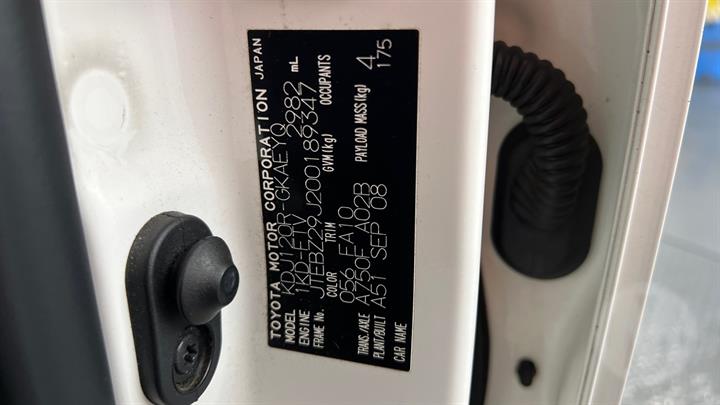 TOYOTA MOTOR CORPORATION JAPAN
MODEL KDJ120R-GKAEYQ
ENGINE 1KD-FTV 2982 mL
FRAME No. JTEBZ29J200189347
COLOR TRIM GVM(kg) OCCUPANTS
056 FA10 4
TRANS./AXLE A750F A02B PAYLOAD MASS(kg) 175
PLANT/BUILT A51 SEP 08
CAR NAME